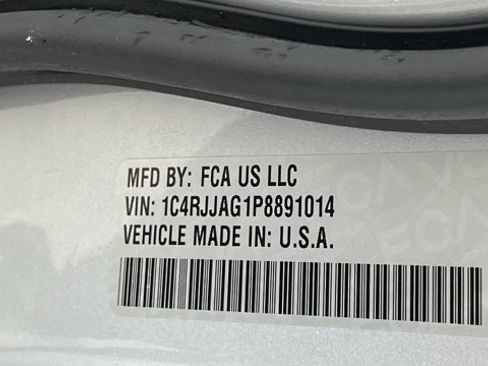 MFD BY: FCA US LLC
VIN: 1C4RJJAG1P8891014
VEHICLE MADE IN: U.S.A.